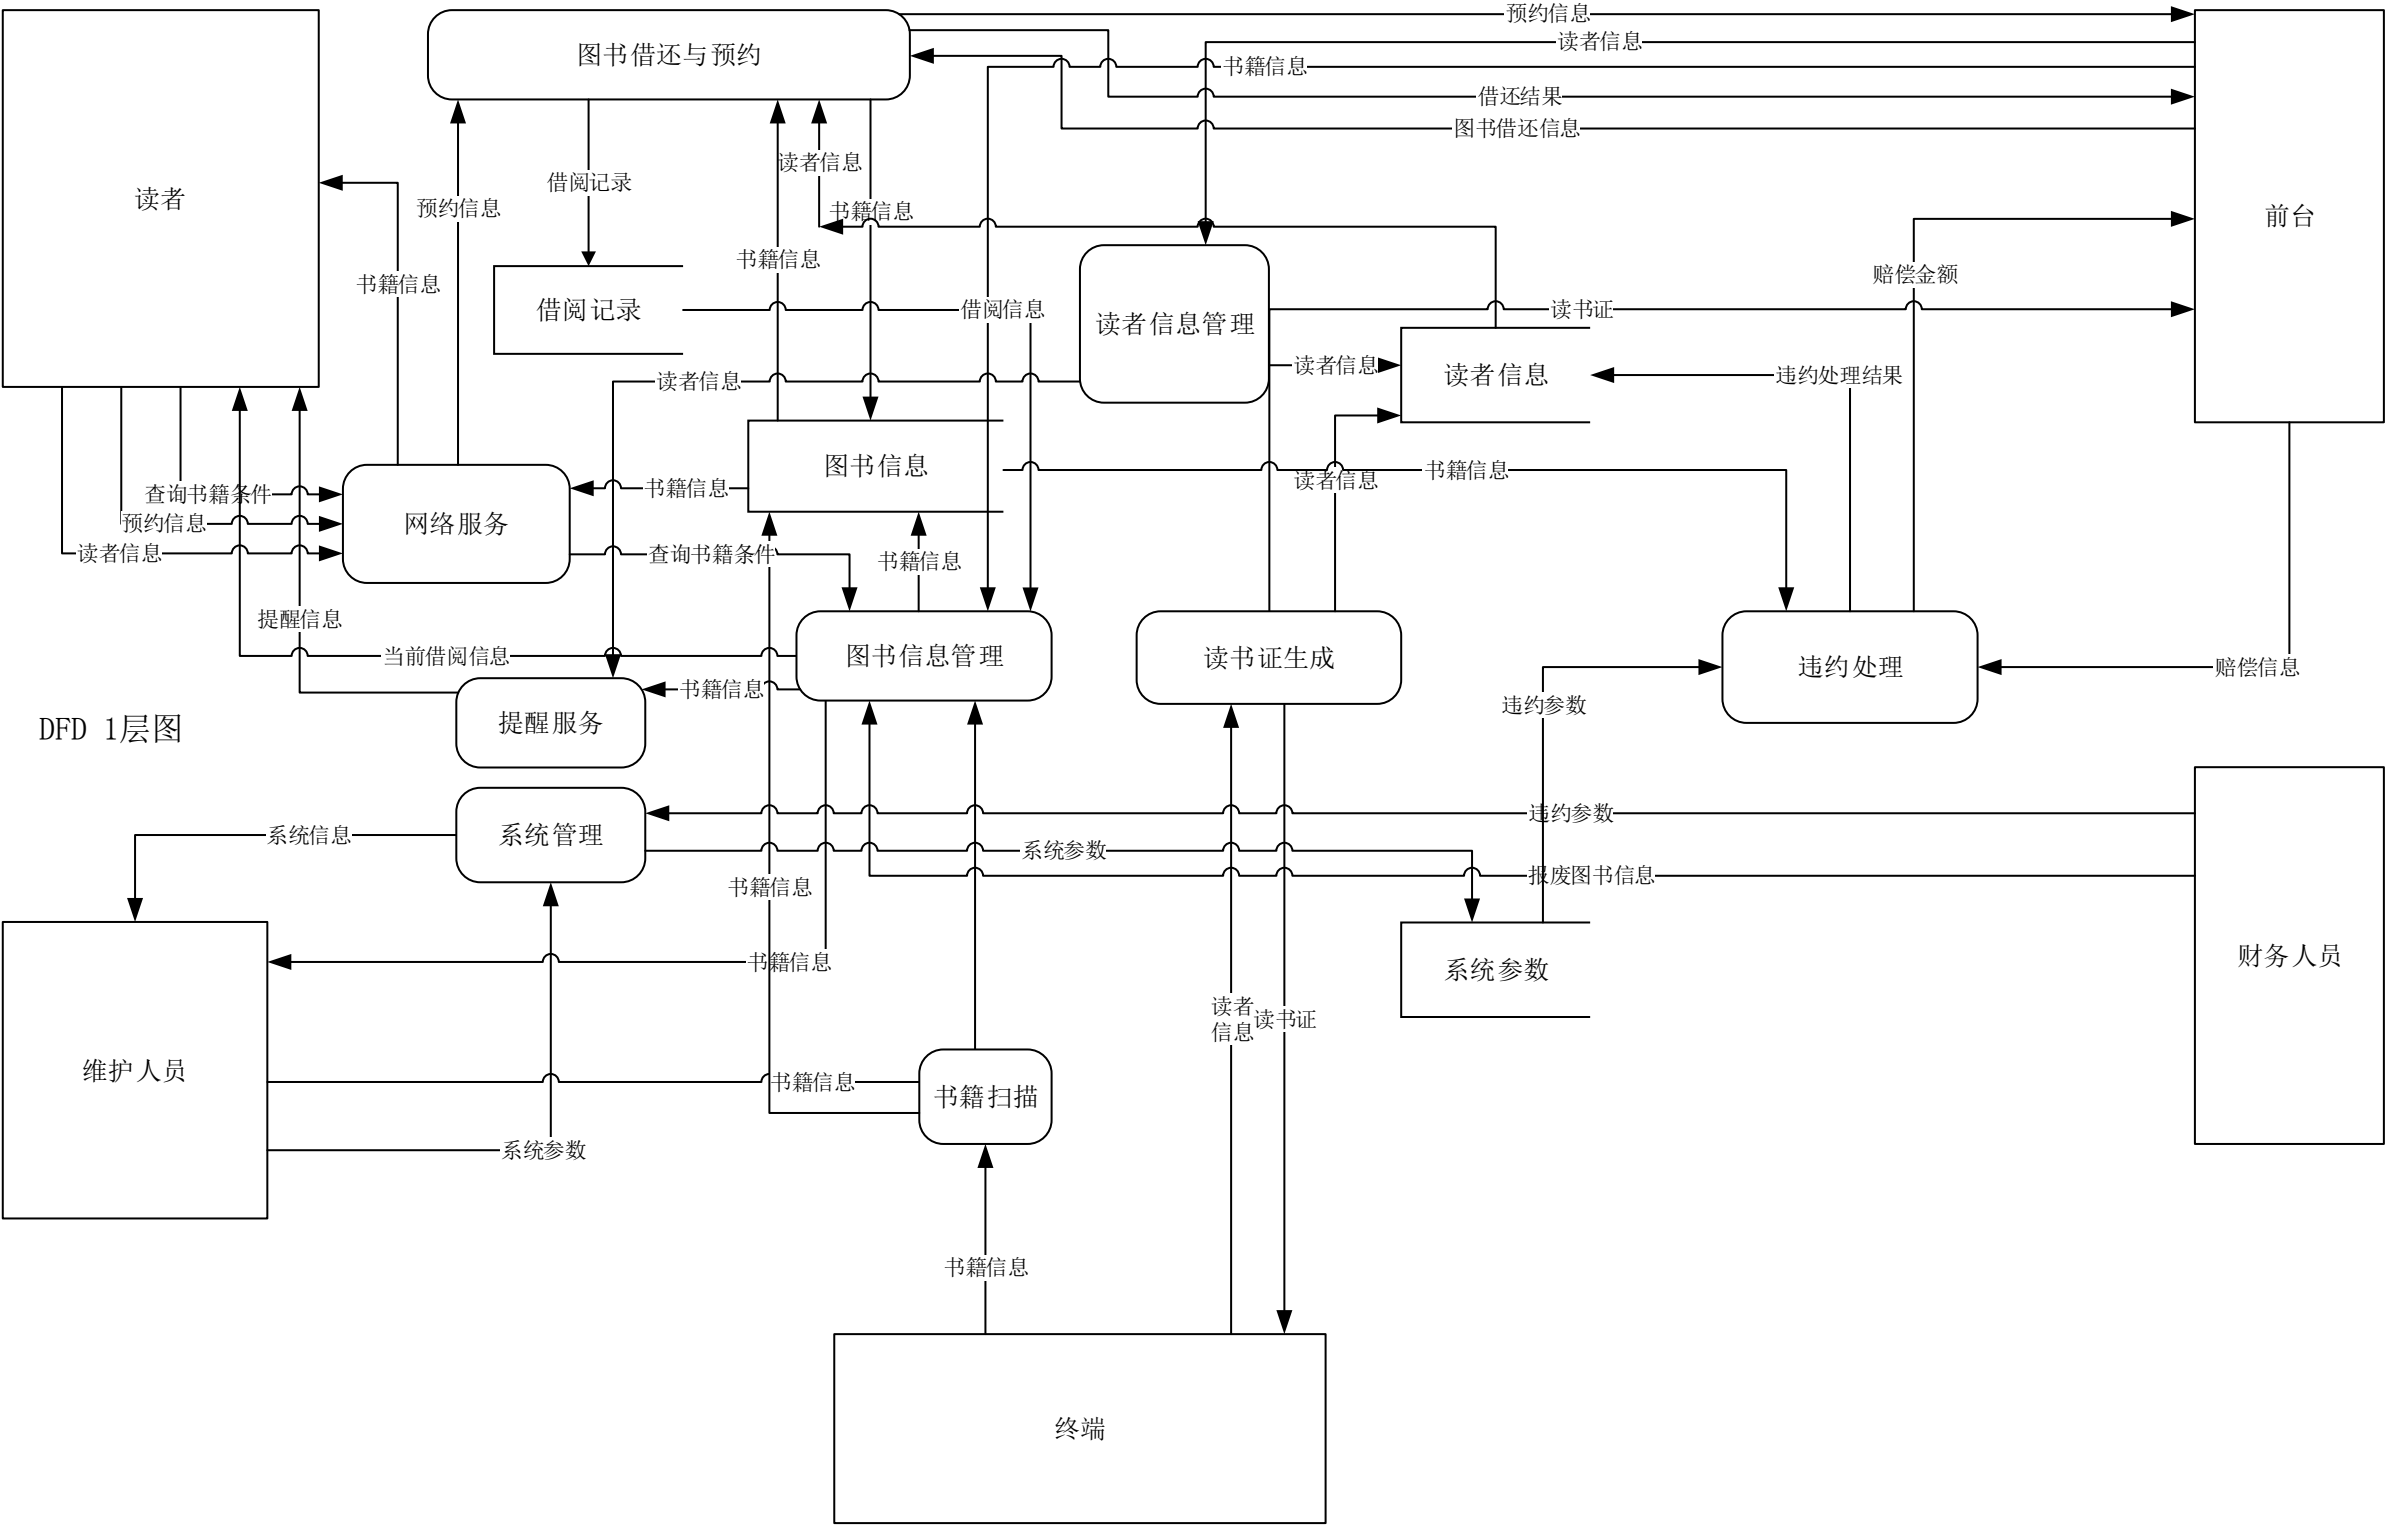 预约信息
图书借还与预约
读者信息
书籍信息
借还结果
图书借还信息
读者信息
借阅记录
读者
预约信息
书籍信息
前台
书籍信息
赔偿金额
书籍信息
借阅记录
借阅信息
读书证
读者信息管理
读者信息
读者信息
违约处理结果
读者信息
图书信息
书籍信息
读者信息
书籍信息
查询书籍条件
预约信息
网络服务
读者信息
查询书籍条件
书籍信息
提醒信息
当前借阅信息
图书信息管理
读书证生成
违约处理
赔偿信息
书籍信息
违约参数
提醒服务
DFD 1层图
违约参数
系统信息
系统管理
系统参数
报废图书信息
书籍信息
书籍信息
系统参数
财务人员
读者
信息
读书证
维护人员
书籍信息
书籍扫描
系统参数
书籍信息
终端